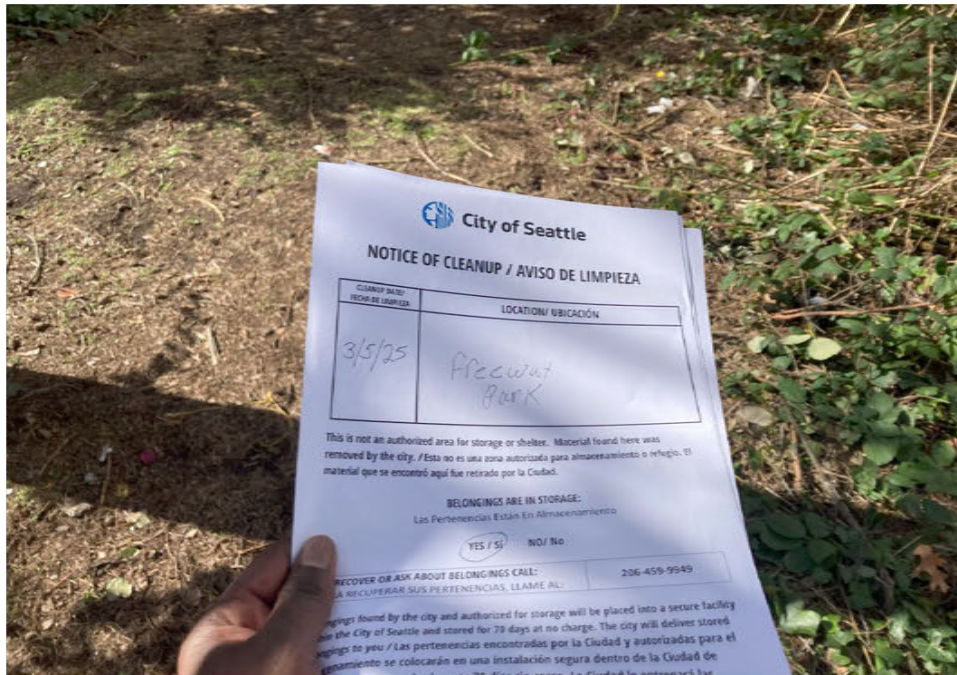 City of Seattle
NOTICE OF CLEANUP / AVISO DE LIMPIEZA
CLEANUP DATE/
FECHA DE LIMPIEZA
LOCATION/ UBICACIÓN
3/5/25
Freeway
Park
This is not an authorized area for storage or shelter. Material found here was
removed by the city. / Esta no es una zona autorizada para almacenamiento o refugio. El
material que se encontró aquí fue retirado por la Ciudad.
BELONGINGS ARE IN STORAGE:
Las Pertenencias Están En Almacenamiento
YES / Sí NO/ No
RECOVER OR ASK ABOUT BELONGINGS CALL:
A RECUPERAR SUS PERTENENCIAS, LLAME AL:
206-459-9949
ngings found by the city and authorized for storage will be placed into a secure facility
in the City of Seattle and stored for 70 days at no charge. The city will deliver stored
ngings to you / Las pertenencias encontradas por la Ciudad y autorizadas para el
enamiento se colocarán en una instalación segura dentro de la Ciudad de